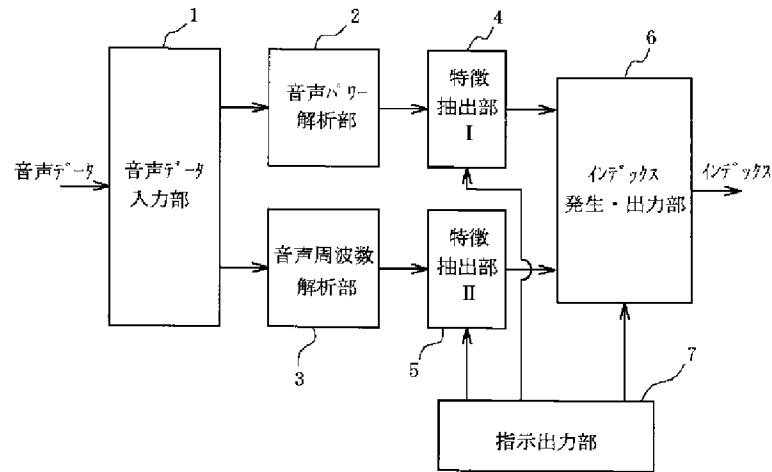 1
2
4
6
音声データ
音声データ
入力部
音声パワー
解析部
特徴
抽出部
I
音声周波数
解析部
特徴
抽出部
II
インデックス
発生・出力部
インデックス
3
5
7
指示出力部